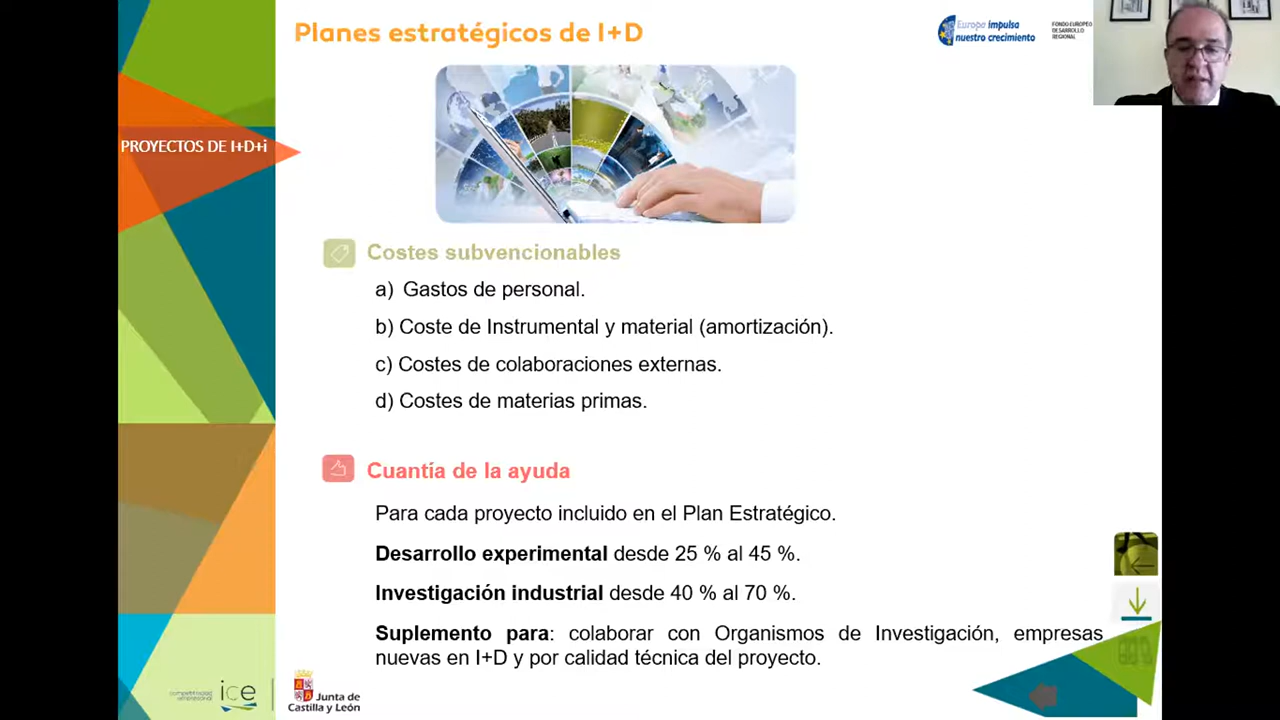 Planes estratégicos de I+D
Europa impulsa
nuestro crecimiento
FONDO EUROPEO
DESARROLLO
REGIONAL
PROYECTOS DE I+D+i
Costes subvencionables
a) Gastos de personal.
b) Coste de Instrumental y material (amortización).
c) Costes de colaboraciones externas.
d) Costes de materias primas.
Cuantía de la ayuda
Para cada proyecto incluido en el Plan Estratégico.
Desarrollo experimental desde 25 % al 45 %.
Investigación industrial desde 40 % al 70 %.
Suplemento para: colaborar con Organismos de Investigación, empresas
nuevas en I+D y por calidad técnica del proyecto.
competitividad
empresarial
ice
Junta de
Castilla y León